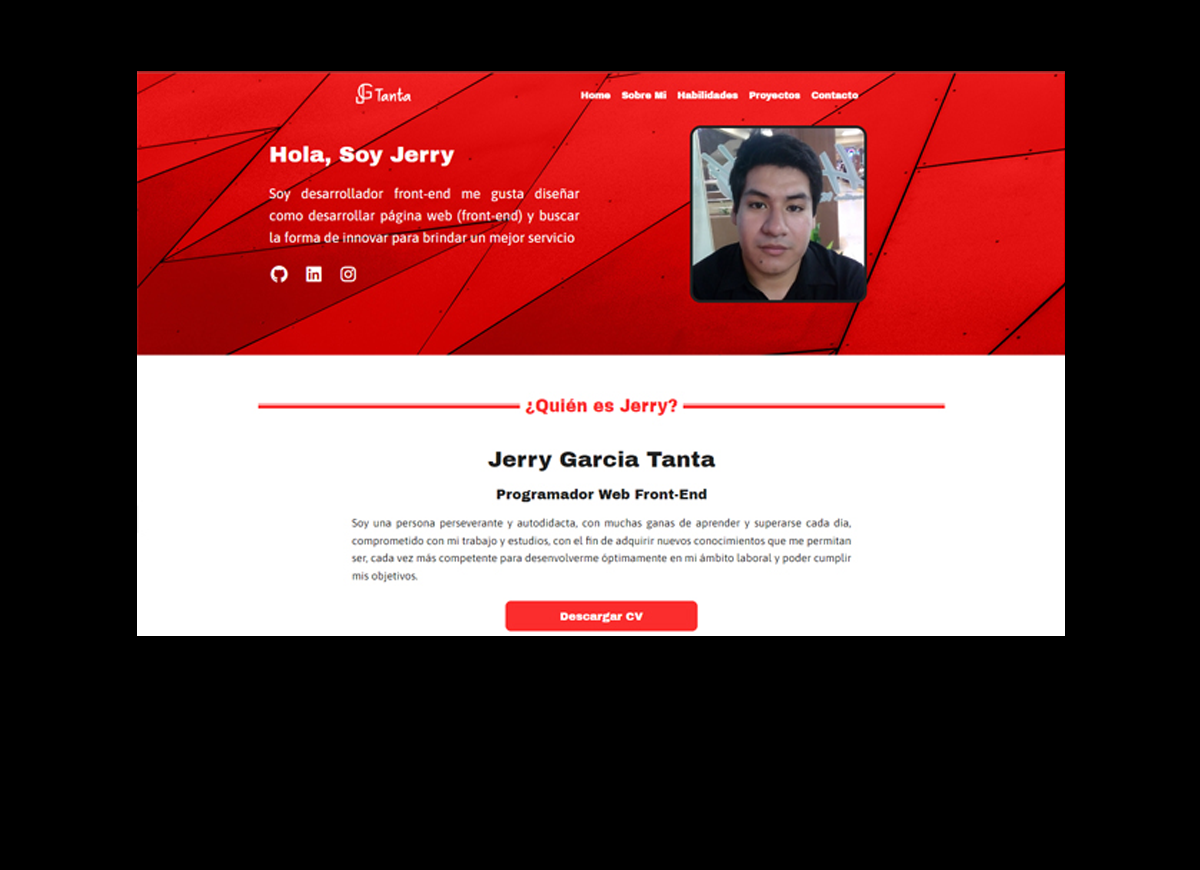 JG Tanta
Home Sobre Mi Habilidades Proyectos Contacto
Hola, Soy Jerry
Soy desarrollador front-end me gusta diseñar
como desarrollar página web (front-end) y buscar
la forma de innovar para brindar un mejor servicio
in
¿Quién es Jerry?
Jerry Garcia Tanta
Programador Web Front-End
Soy una persona perseverante y autodidacta, con muchas ganas de aprender y superarse cada día,
comprometido con mi trabajo y estudios, con el fin de adquirir nuevos conocimientos que me permitan
ser, cada vez más competente para desenvolverme óptimamente en mi ámbito laboral y poder cumplir
mis objetivos.
Descargar CV